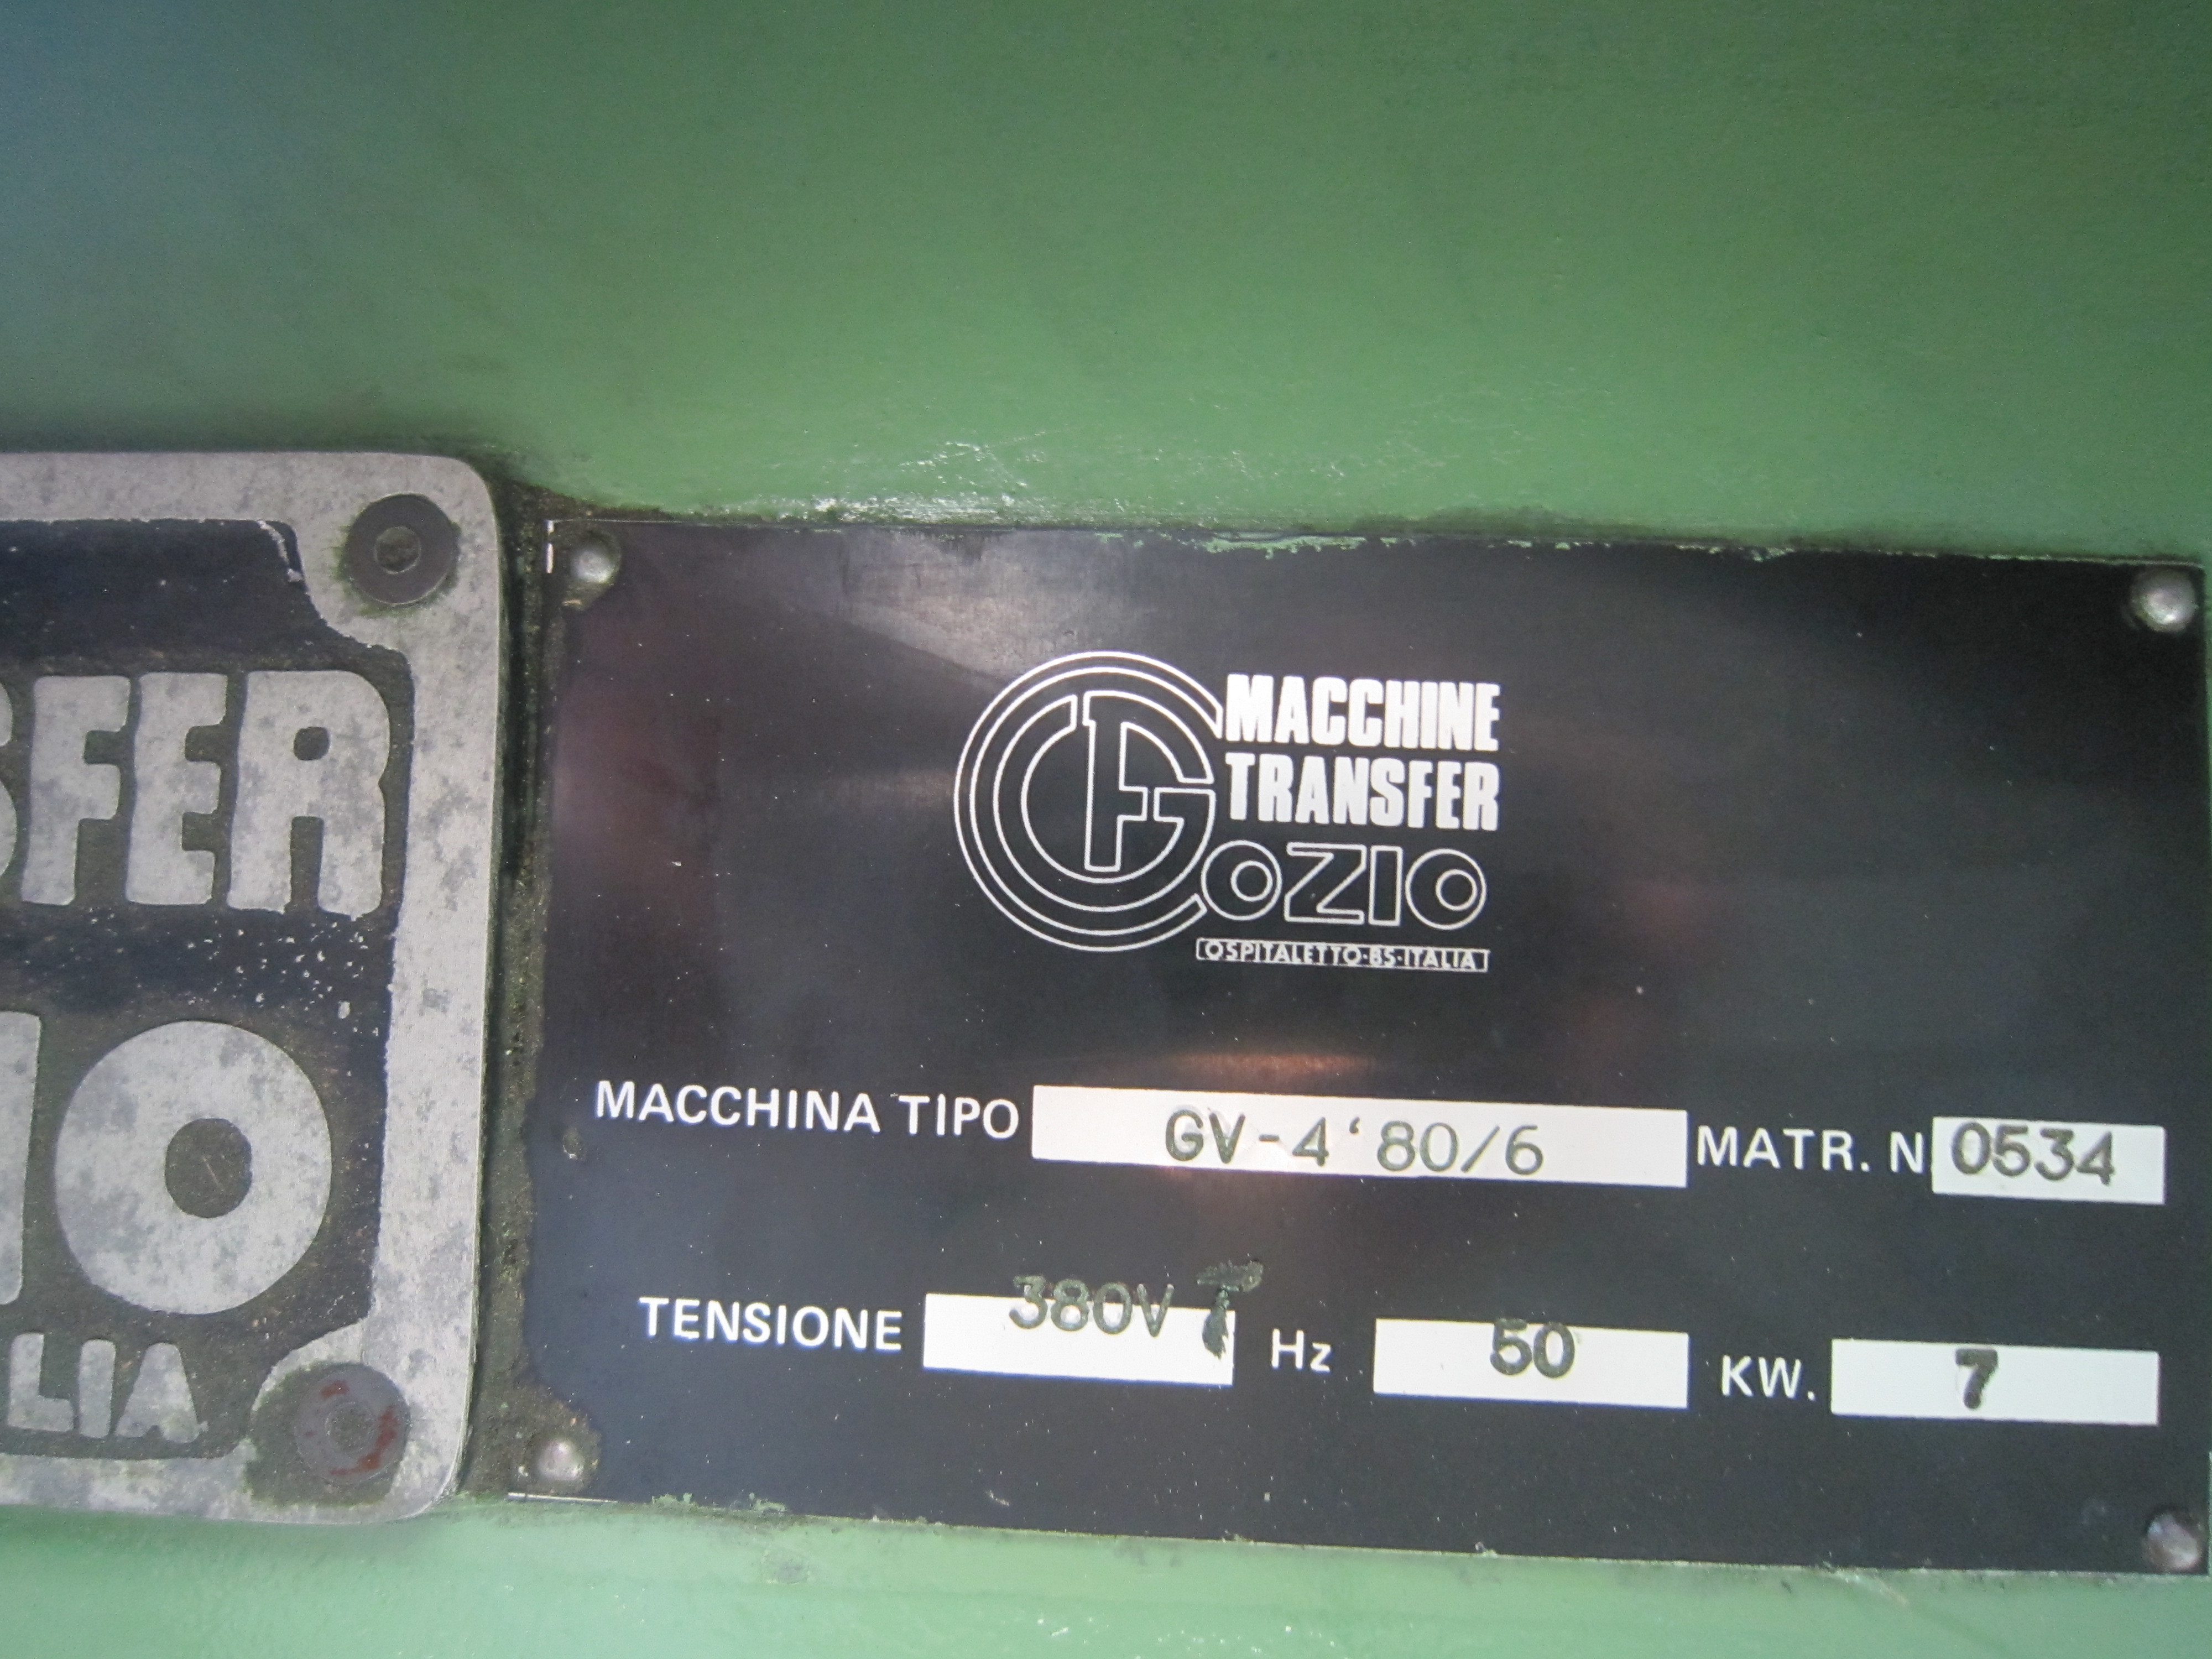 SFER
IO
LIA
MACCHINE
TRANSFER
GOZIO
OSPITALETTO·BS·ITALIA
MACCHINA TIPO GV-4'80/6 MATR. N 0534
TENSIONE 380V Hz 50 KW. 7